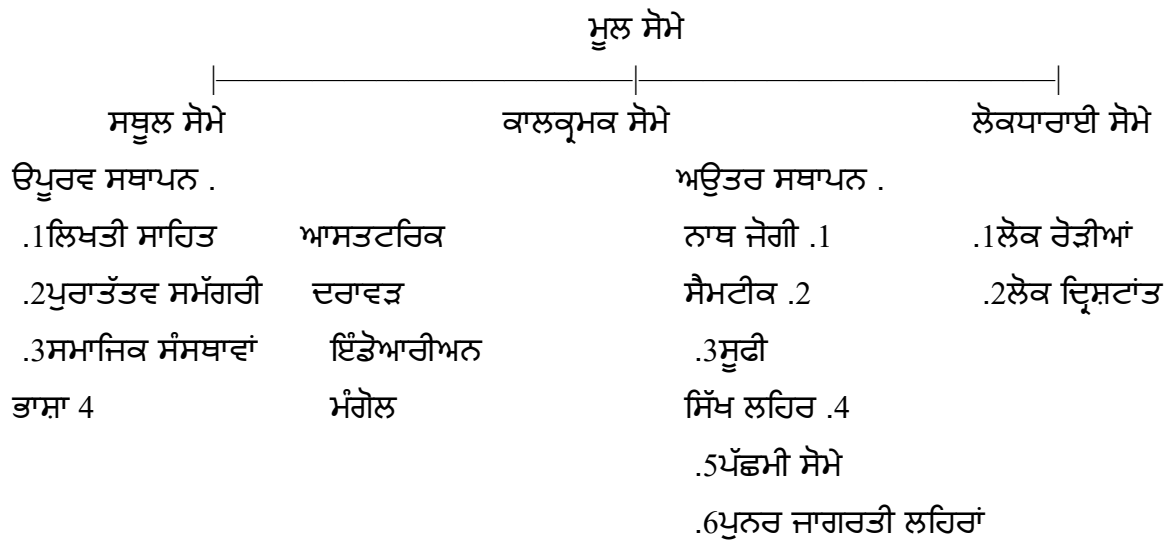 ਮੂਲ ਸੋਮੇ
|—————————————————|—————————————————|
ਸਥੂਲ ਸੋਮੇ ਕਾਲਕ੍ਰਮਕ ਸੋਮੇ ਲੋਕਧਾਰਾਈ ਸੋਮੇ
ੳਪੂਰਵ ਸਥਾਪਨ . ਅਉਤਰ ਸਥਾਪਨ .
.1ਲਿਖਤੀ ਸਾਹਿਤ ਆਸਤਟਰਿਕ ਨਾਥ ਜੋਗੀ .1 .1ਲੋਕ ਰੋੜੀਆਂ
.2ਪੁਰਾਤੱਤਵ ਸਮੱਗਰੀ ਦਰਾਵੜ ਸੈਮਟੀਕ .2 .2ਲੋਕ ਦ੍ਰਿਸ਼ਟਾਂਤ
.3ਸਮਾਜਿਕ ਸੰਸਥਾਵਾਂ ਇੰਡੋਆਰੀਅਨ .3ਸੂਫੀ
ਭਾਸ਼ਾ 4 ਮੰਗੋਲ ਸਿੱਖ ਲਹਿਰ .4
.5ਪੱਛਮੀ ਸੋਮੇ
.6ਪੁਨਰ ਜਾਗਰਤੀ ਲਹਿਰਾਂ